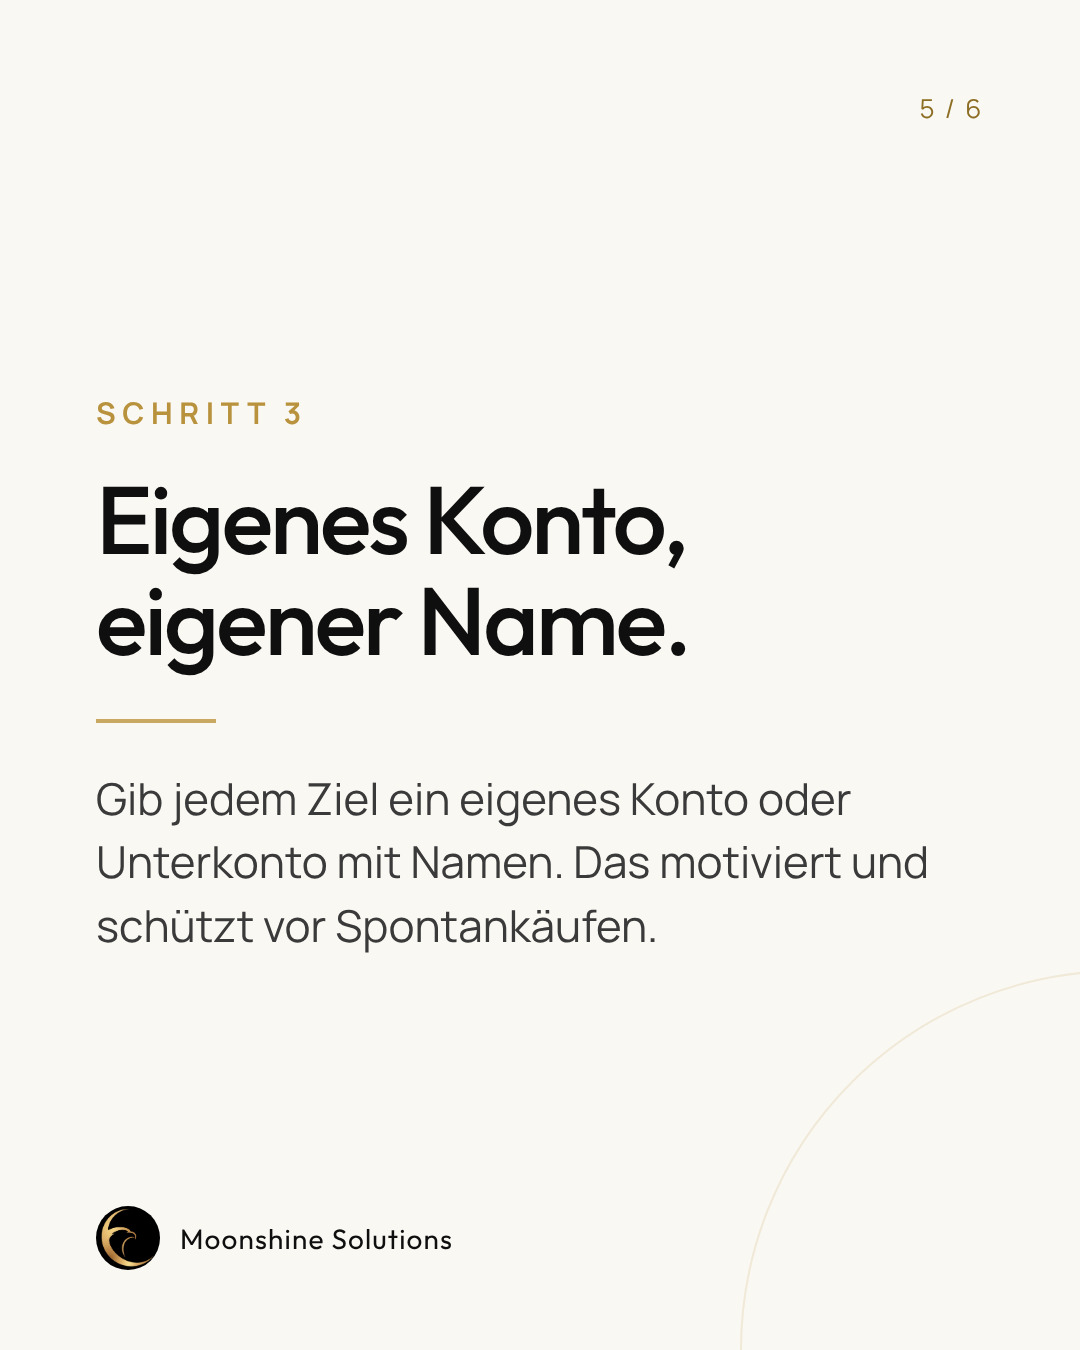 5 / 6
SCHRITT 3
Eigenes Konto,
eigener Name.
Gib jedem Ziel ein eigenes Konto oder
Unterkonto mit Namen. Das motiviert und
schützt vor Spontankäufen.
Moonshine Solutions